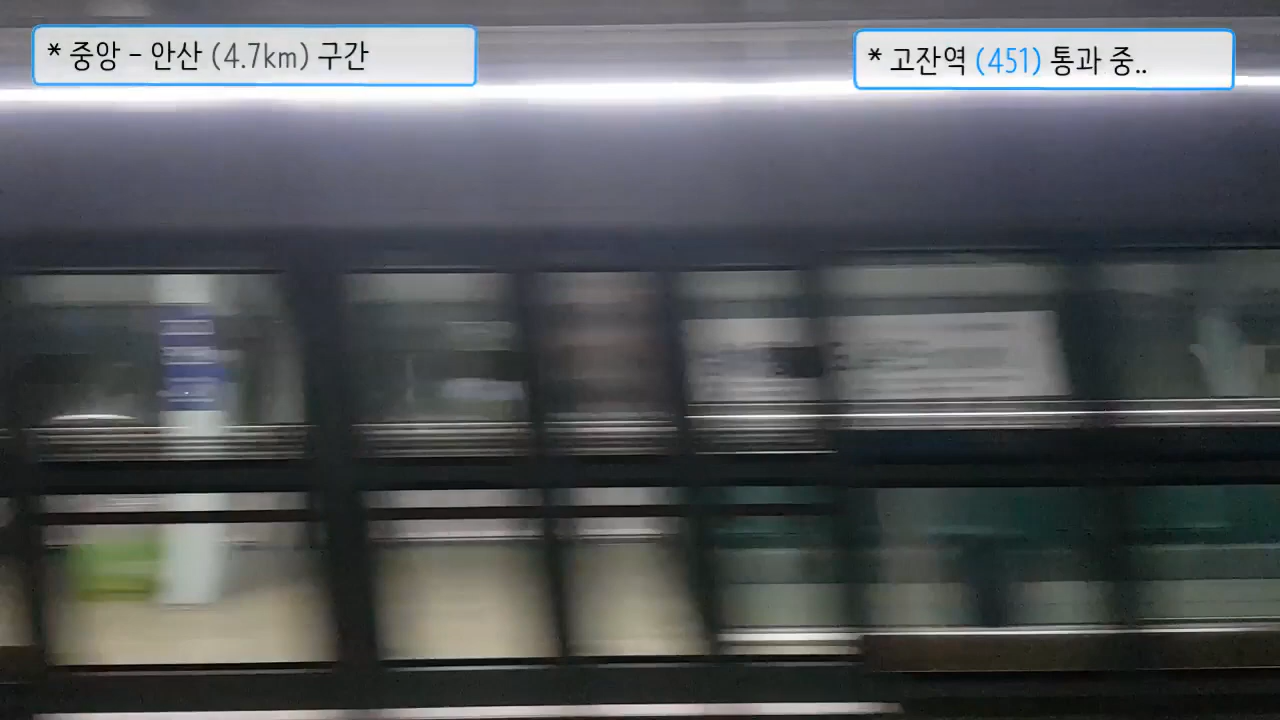 * 중앙 - 안산 (4.7km) 구간
* 고잔역 (451) 통과 중..